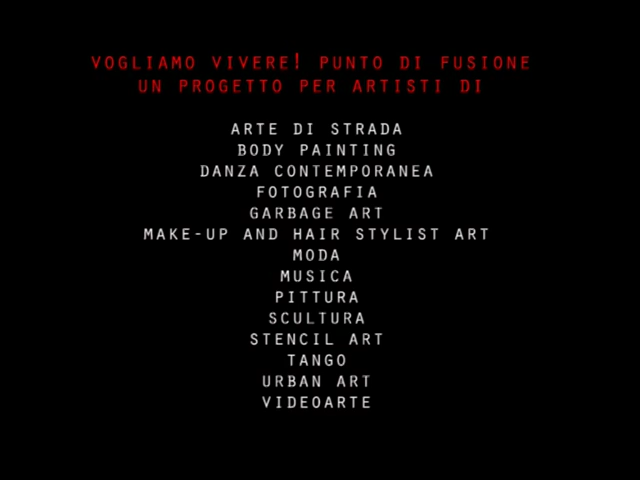 VOGLIAMO VIVERE! PUNTO DI FUSIONE
UN PROGETTO PER ARTISTI DI
ARTE DI STRADA
BODY PAINTING
DANZA CONTEMPORANEA
FOTOGRAFIA
GARBAGE ART
MAKE-UP AND HAIR STYLIST ART
MODA
MUSICA
PITTURA
SCULTURA
STENCIL ART
TANGO
URBAN ART
VIDEOARTE